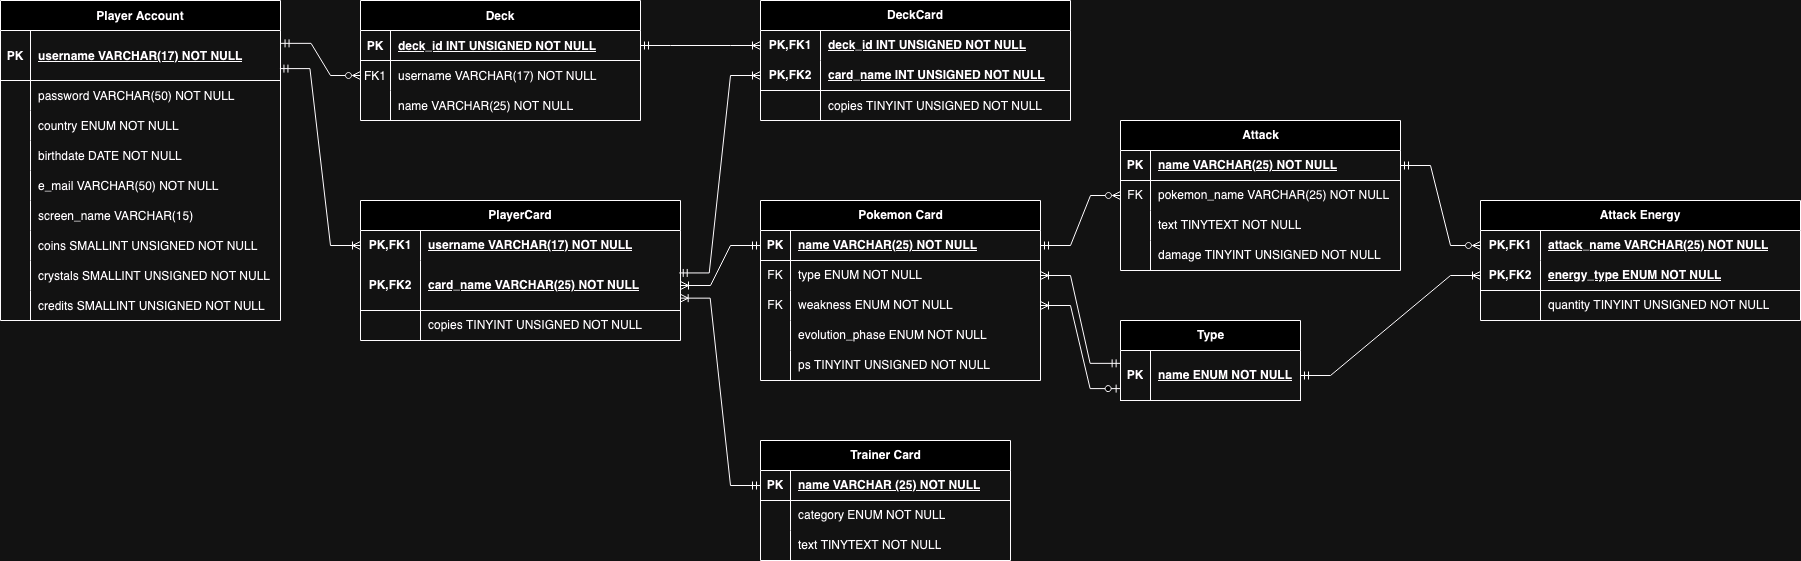 Player Account
PK username VARCHAR(17) NOT NULL
password VARCHAR(50) NOT NULL
country ENUM NOT NULL
birthdate DATE NOT NULL
e_mail VARCHAR(50) NOT NULL
screen_name VARCHAR(15)
coins SMALLINT UNSIGNED NOT NULL
crystals SMALLINT UNSIGNED NOT NULL
credits SMALLINT UNSIGNED NOT NULL
Deck
PK deck_id INT UNSIGNED NOT NULL
FK1 username VARCHAR(17) NOT NULL
name VARCHAR(25) NOT NULL
DeckCard
PK,FK1 deck_id INT UNSIGNED NOT NULL
PK,FK2 card_name INT UNSIGNED NOT NULL
copies TINYINT UNSIGNED NOT NULL
PlayerCard
PK,FK1 username VARCHAR(17) NOT NULL
PK,FK2 card_name VARCHAR(25) NOT NULL
copies TINYINT UNSIGNED NOT NULL
Pokemon Card
PK name VARCHAR(25) NOT NULL
FK type ENUM NOT NULL
FK weakness ENUM NOT NULL
evolution_phase ENUM NOT NULL
ps TINYINT UNSIGNED NOT NULL
Attack
PK name VARCHAR(25) NOT NULL
FK pokemon_name VARCHAR(25) NOT NULL
text TINYTEXT NOT NULL
damage TINYINT UNSIGNED NOT NULL
Attack Energy
PK,FK1 attack_name VARCHAR(25) NOT NULL
PK,FK2 energy_type ENUM NOT NULL
quantity TINYINT UNSIGNED NOT NULL
Type
PK name ENUM NOT NULL
Trainer Card
PK name VARCHAR (25) NOT NULL
category ENUM NOT NULL
text TINYTEXT NOT NULL